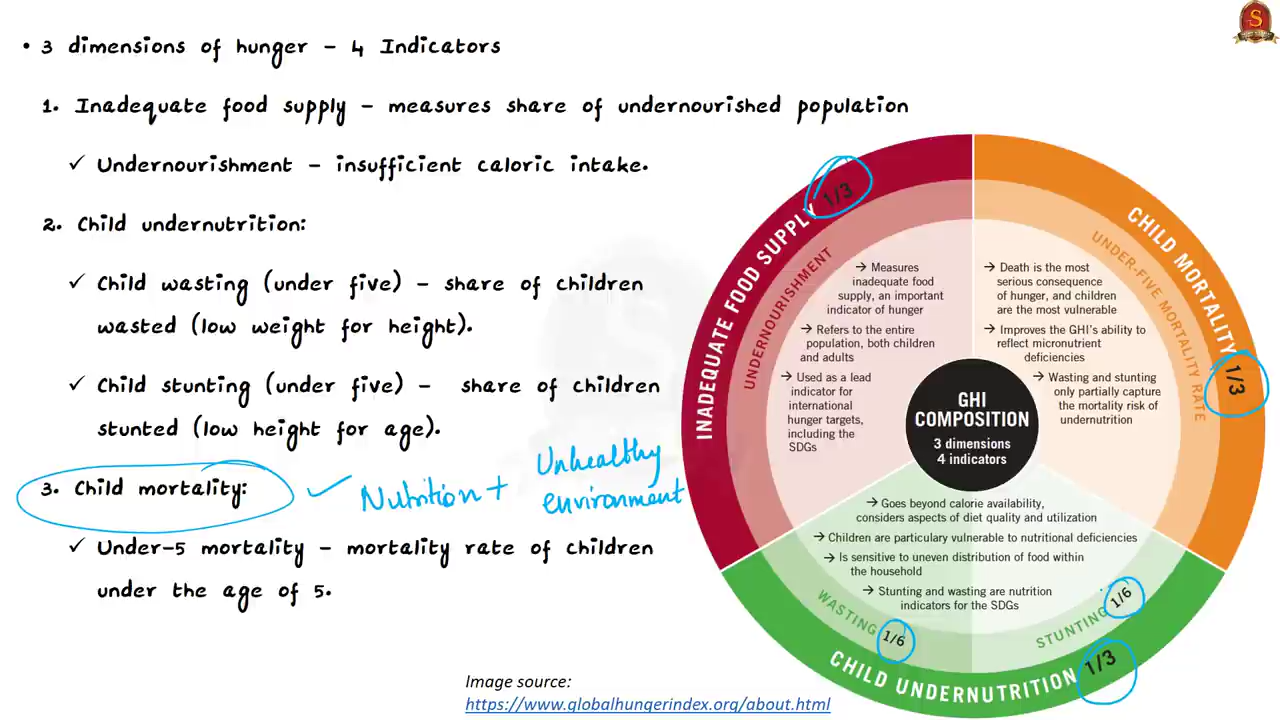 • 3 dimensions of hunger – 4 Indicators
1. Inadequate food supply – measures share of undernourished population
✓ Undernourishment – insufficient caloric intake.
2. Child undernutrition:
✓ Child wasting (under five) – share of children
wasted (low weight for height).
✓ Child stunting (under five) – share of children
stunted (low height for age).
3. Child mortality:
✓ Nutrition + Unhealthy
environment
✓ Under-5 mortality – mortality rate of children
under the age of 5.
INADEQUATE FOOD SUPPLY 1/3
UNDERNOURISHMENT
→ Measures
inadequate food
supply, an important
indicator of hunger
→ Refers to the entire
population, both children
and adults
→ Used as a lead
indicator for
international
hunger targets,
including the
SDGs
CHILD MORTALITY 1/3
UNDER-FIVE MORTALITY RATE
→ Death is the most
serious consequence
of hunger, and children
are the most vulnerable
→ Improves the GHI's ability to
reflect micronutrient
deficiencies
→ Wasting and stunting
only partially capture
the mortality risk of
undernutrition
GHI
COMPOSITION
3 dimensions
4 indicators
→ Goes beyond calorie availability,
considers aspects of diet quality and utilization
→ Children are particulary vulnerable to nutritional deficiencies
→ Is sensitive to uneven distribution of food within
the household
→ Stunting and wasting are nutrition
indicators for the SDGs
WASTING 1/6
STUNTING 1/6
CHILD UNDERNUTRITION 1/3
Image source:
https://www.globalhungerindex.org/about.html